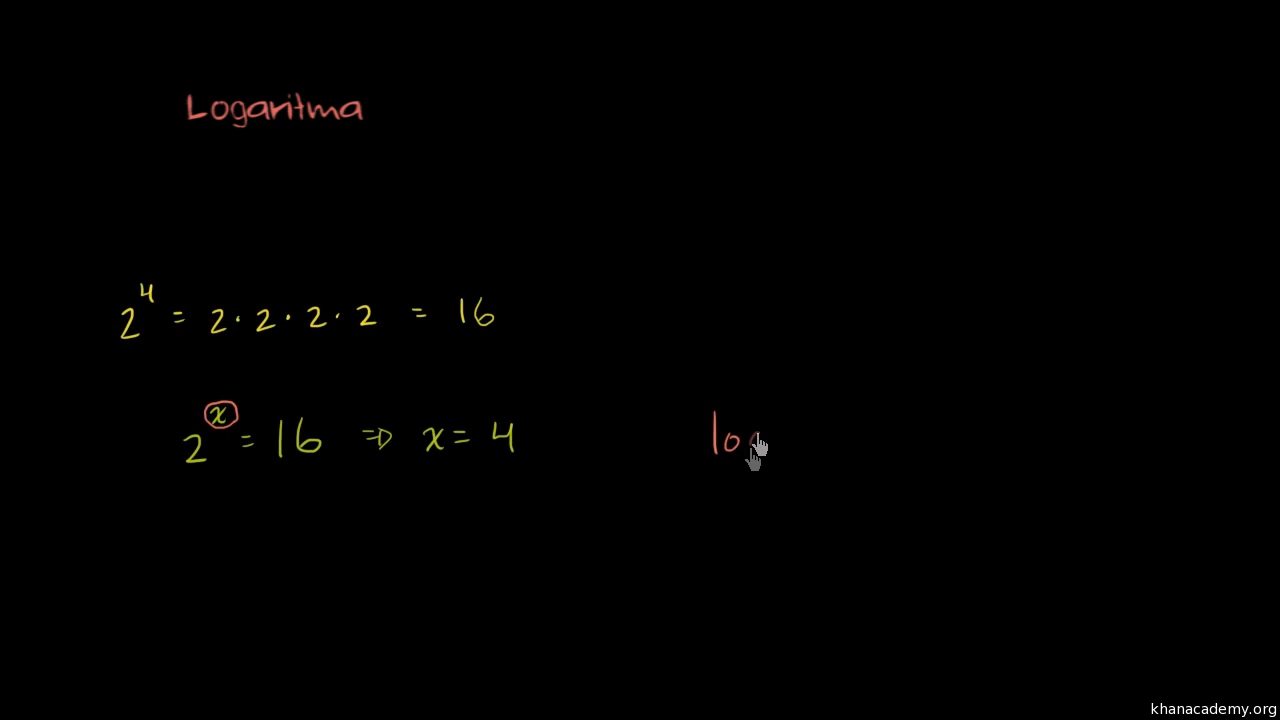 Logaritma
2⁴ = 2 · 2 · 2 · 2 = 16
2ˣ = 16 ⇒ x = 4
lo
khanacademy.org